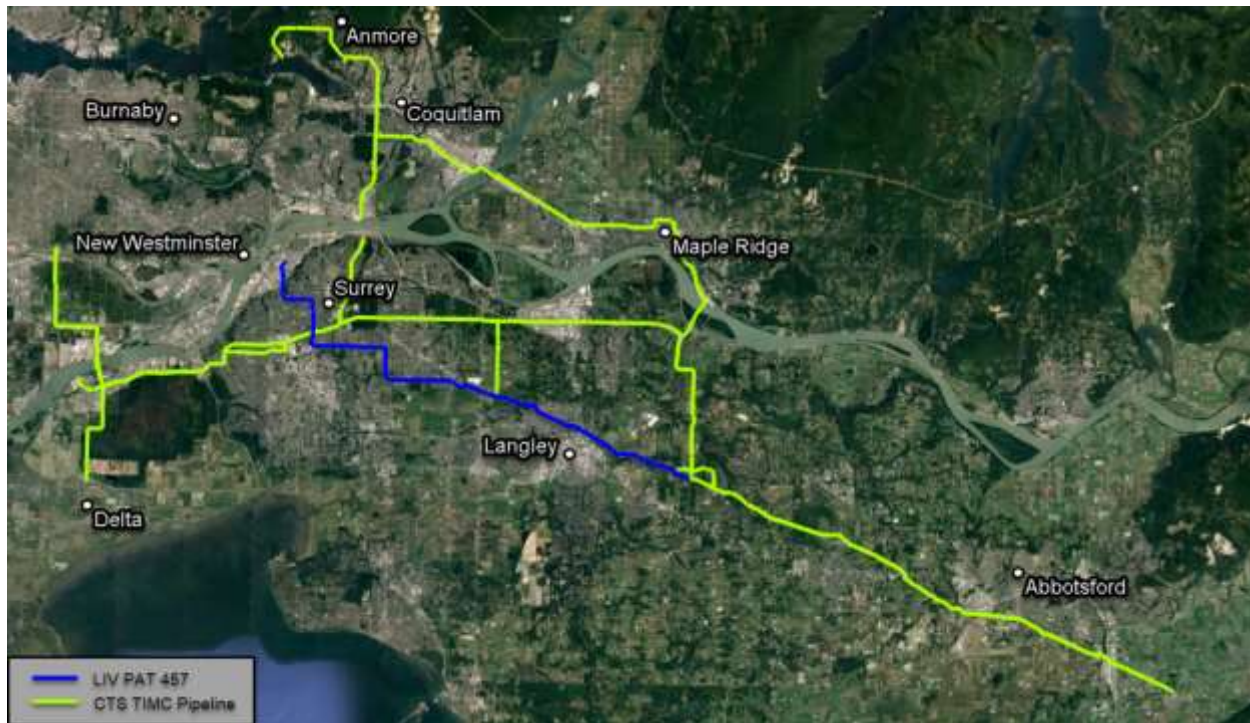 Anmore
Burnaby
Coquitlam
New Westminster
Maple Ridge
Surrey
Langley
Delta
Abbotsford
LIV PAT 457
CTS TIMC Pipeline